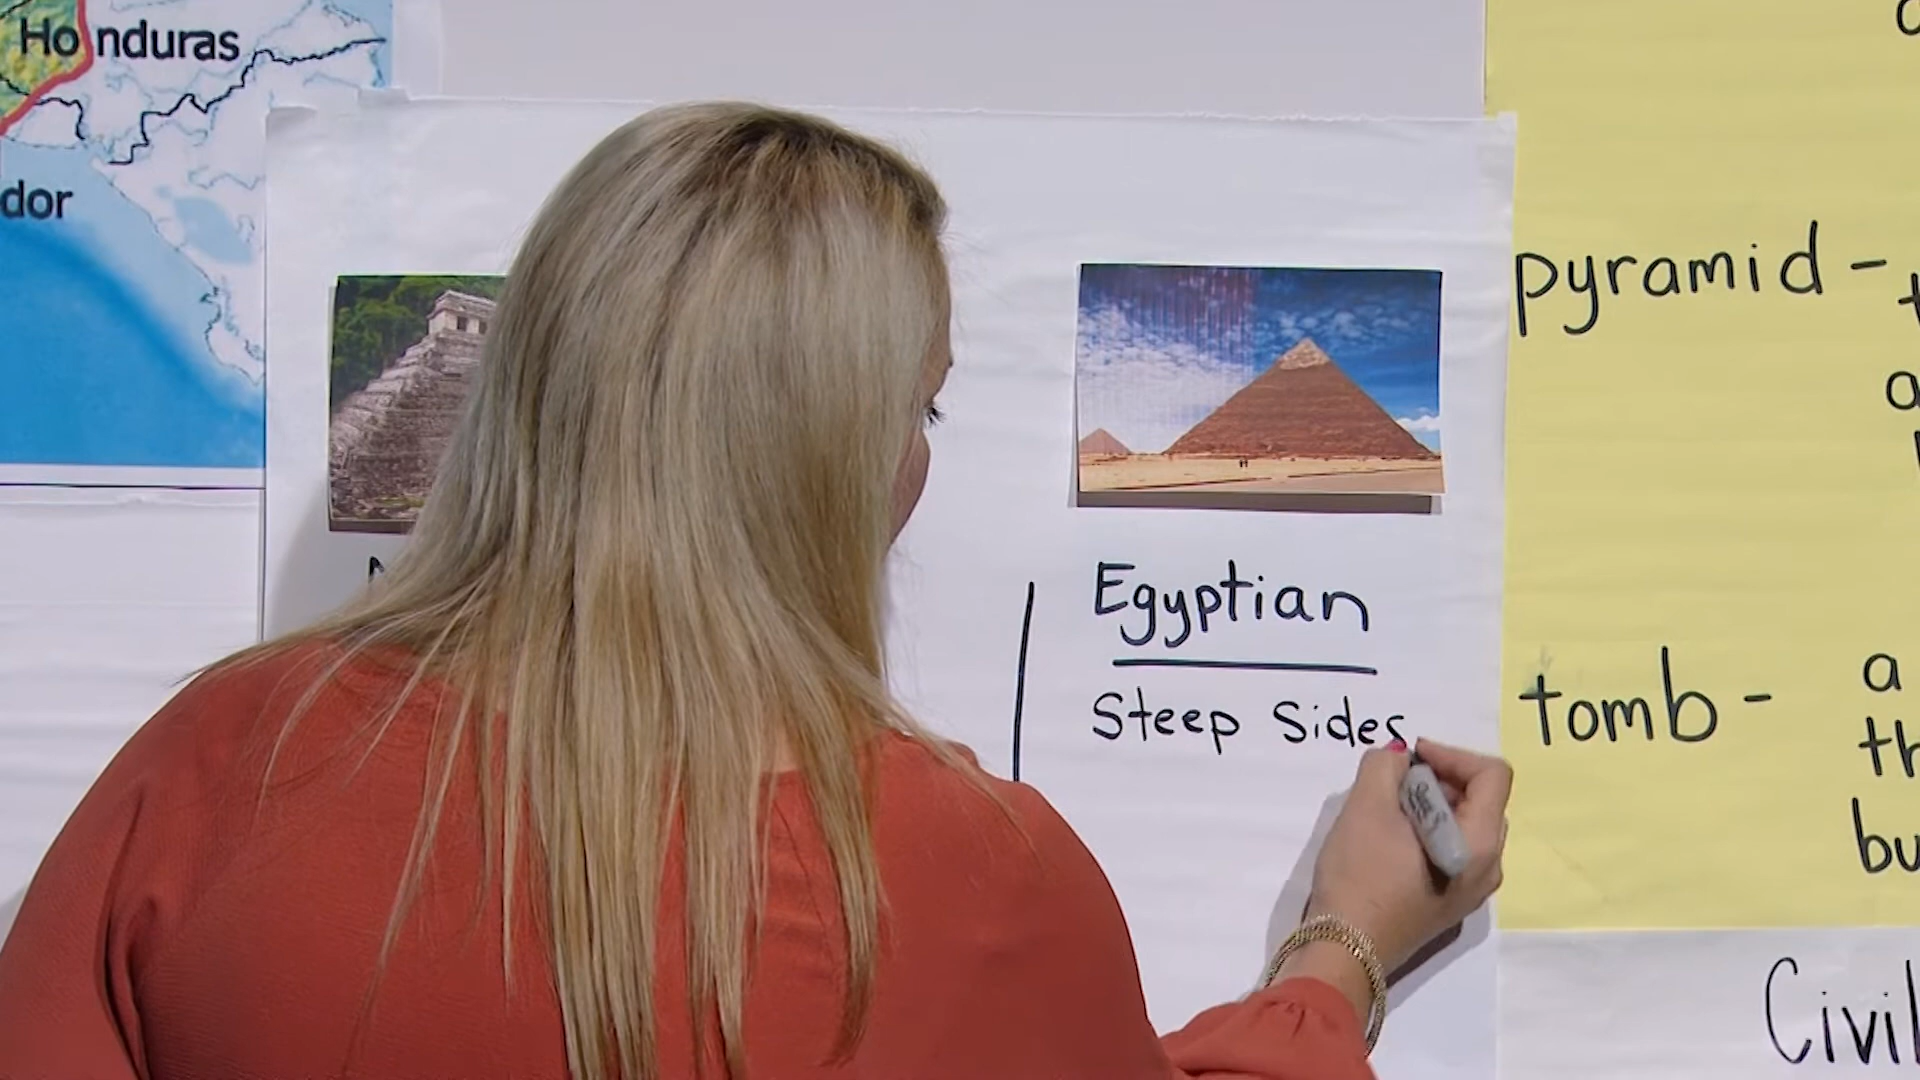 Honduras
dor
Egyptian
Steep Sides
pyramid -
a
tomb - a
th
bu
Civil